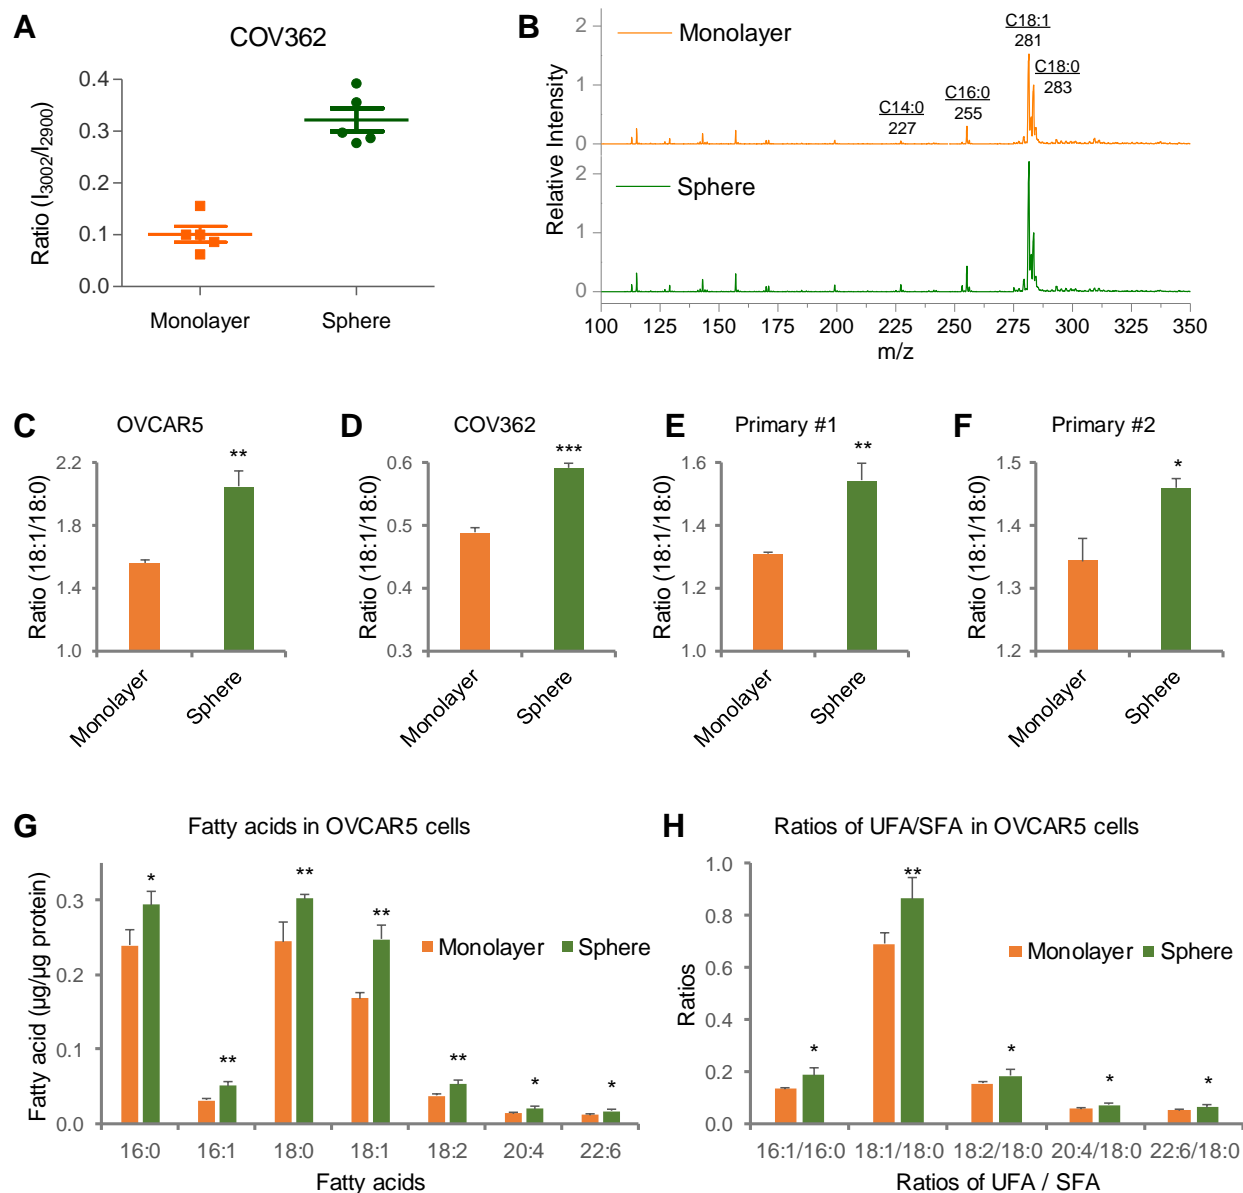 A
COV362
Ratio (I3002/I2900)
0.4
0.3
0.2
0.1
0.0
Monolayer
Sphere
B
Relative Intensity
2
1
0
2
1
0
Monolayer
Sphere
C14:0
227
C16:0
255
C18:1
281
C18:0
283
100
125
150
175
200
225
250
275
300
325
350
m/z
C
OVCAR5
Ratio (18:1/18:0)
2.2
1.8
1.4
1.0
**
Monolayer
Sphere
D
COV362
Ratio (18:1/18:0)
0.6
0.5
0.4
0.3
***
Monolayer
Sphere
E
Primary #1
Ratio (18:1/18:0)
1.6
1.4
1.2
1.0
**
Monolayer
Sphere
F
Primary #2
Ratio (18:1/18:0)
1.5
1.4
1.3
1.2
*
Monolayer
Sphere
G
Fatty acids in OVCAR5 cells
Fatty acid (µg/µg protein)
0.3
0.2
0.1
0.0
*
**
**
**
**
*
*
Monolayer
Sphere
16:0
16:1
18:0
18:1
18:2
20:4
22:6
Fatty acids
H
Ratios of UFA/SFA in OVCAR5 cells
Ratios
1.0
0.8
0.6
0.4
0.2
0.0
*
**
*
*
*
Monolayer
Sphere
16:1/16:0
18:1/18:0
18:2/18:0
20:4/18:0
22:6/18:0
Ratios of UFA / SFA